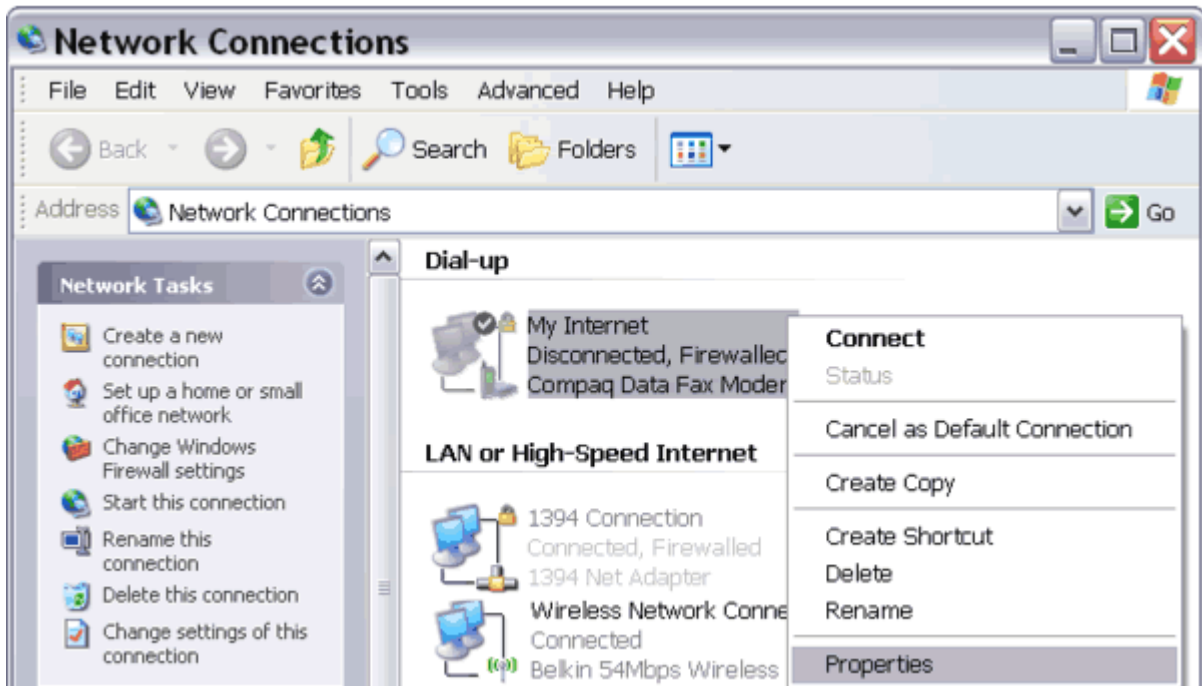 Network Connections
File Edit View Favorites Tools Advanced Help
Back Search Folders
Address Network Connections Go
Network Tasks
Create a new
connection
Set up a home or small
office network
Change Windows
Firewall settings
Start this connection
Rename this
connection
Delete this connection
Change settings of this
connection
Dial-up
My Internet
Disconnected, Firewalled
Compaq Data Fax Moder
LAN or High-Speed Internet
1394 Connection
Connected, Firewalled
1394 Net Adapter
Wireless Network Conne
Connected
Belkin 54Mbps Wireless
Connect
Status
Cancel as Default Connection
Create Copy
Create Shortcut
Delete
Rename
Properties